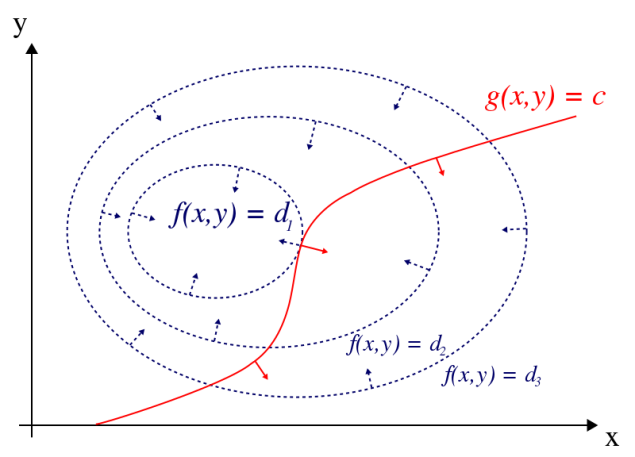 y
g(x,y) = c
f(x,y) = d₁
f(x,y) = d₂
f(x,y) = d₃
x